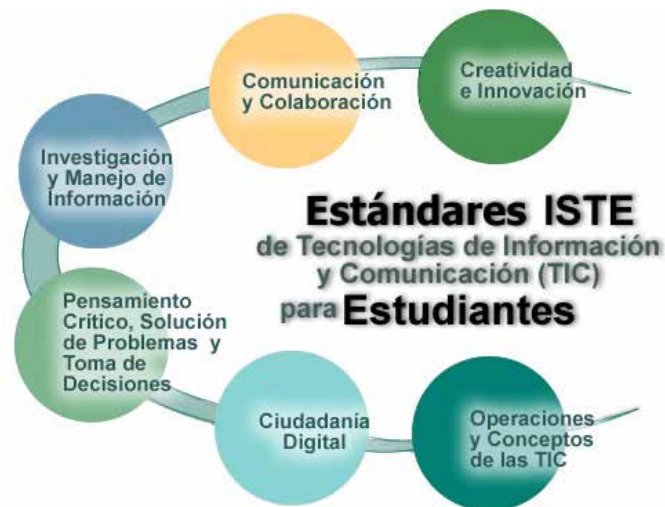 Creatividad
e Innovación
Comunicación
y Colaboración
Investigación
y Manejo de
Información
Estándares ISTE
de Tecnologías de Información
y Comunicación (TIC)
para Estudiantes
Pensamiento
Crítico, Solución
de Problemas y
Toma de
Decisiones
Ciudadanía
Digital
Operaciones
y Conceptos
de las TIC